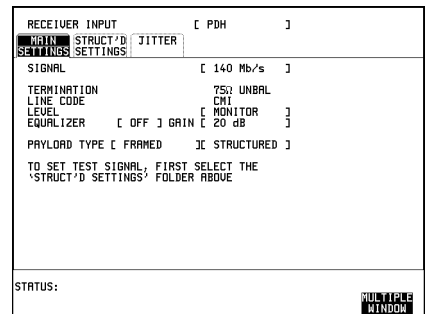 RECEIVER INPUT [ PDH ]
MAIN SETTINGS STRUCT'D SETTINGS JITTER
SIGNAL [ 140 Mb/s ]
TERMINATION 75Ω UNBAL
LINE CODE CMI
LEVEL [ MONITOR ]
EQUALIZER [ OFF ] GAIN [ 20 dB ]
PAYLOAD TYPE [ FRAMED ][ STRUCTURED ]
TO SET TEST SIGNAL, FIRST SELECT THE
'STRUCT'D SETTINGS' FOLDER ABOVE
STATUS:
MULTIPLE
WINDOW